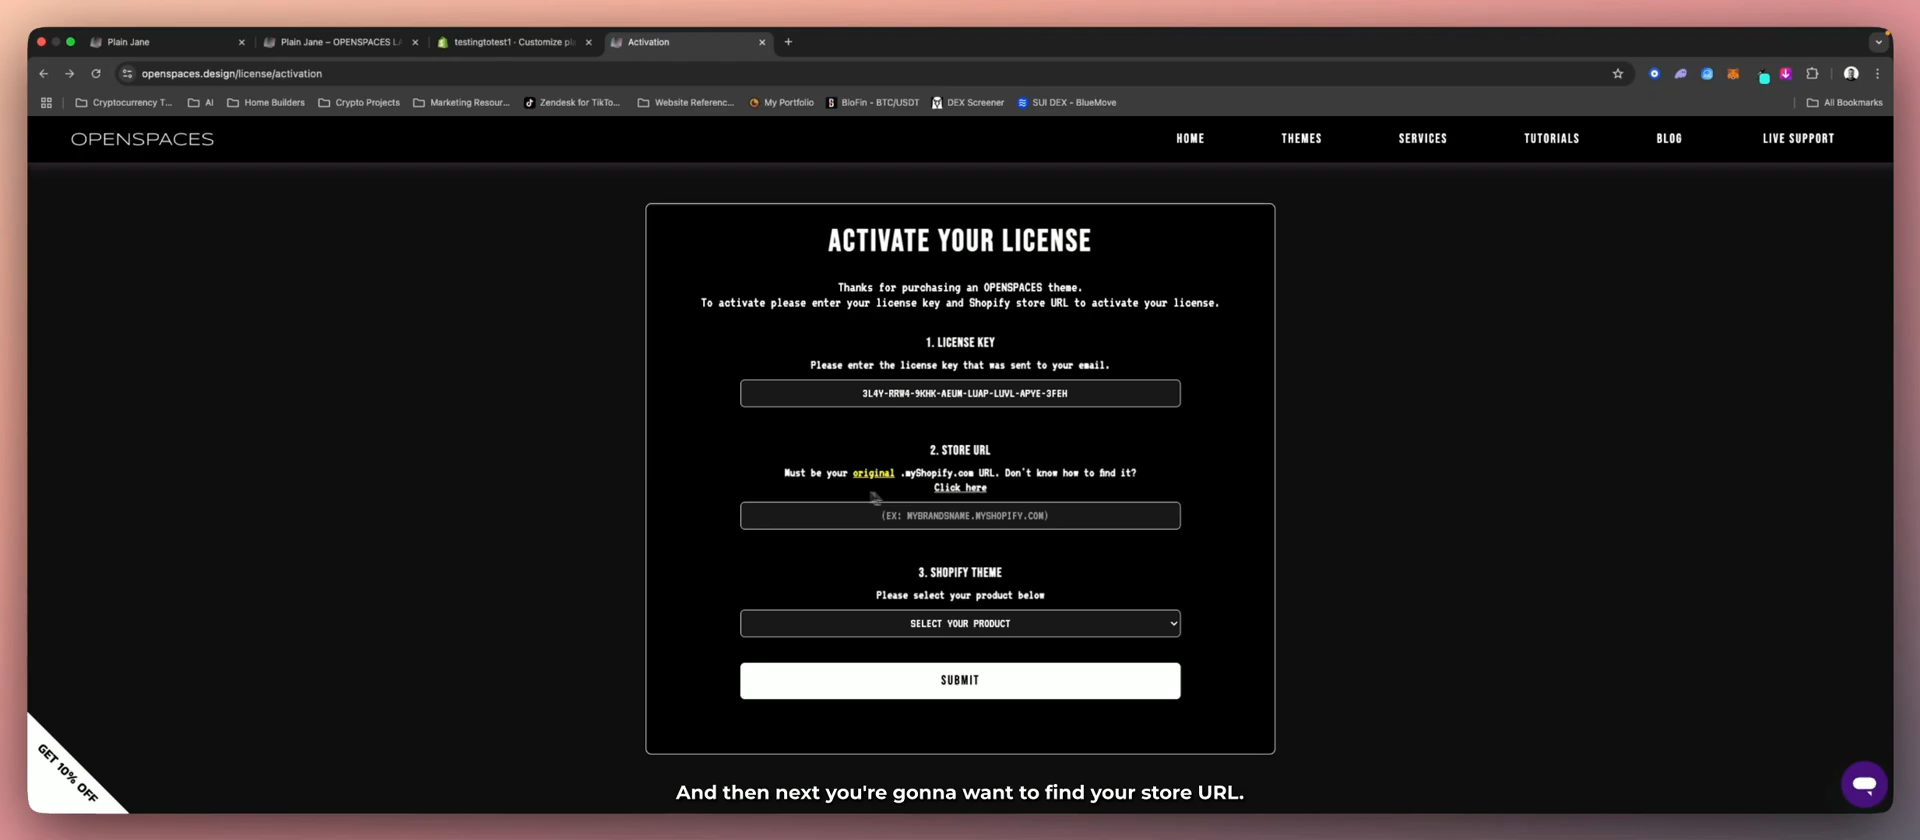 Plain Jane
Plain Jane – OPENSPACES LA
testingtotest1 · Customize pl
Activation
openspaces.design/license/activation
Cryptocurrency T...
AI
Home Builders
Crypto Projects
Marketing Resour...
Zendesk for TikTo...
Website Referenc...
My Portfolio
BloFin - BTC/USDT
DEX Screener
SUI DEX - BlueMove
All Bookmarks
OPENSPACES
HOME
THEMES
SERVICES
TUTORIALS
BLOG
LIVE SUPPORT
ACTIVATE YOUR LICENSE
Thanks for purchasing an OPENSPACES theme.
To activate please enter your license key and Shopify store URL to activate your license.
1. LICENSE KEY
Please enter the license key that was sent to your email.
3L4Y-RRW4-9KHK-AEUM-LUAP-LUVL-APYE-3FEH
2. STORE URL
Must be your original .myShopify.com URL. Don't know how to find it?
Click here
(EX: MYBRANDSNAME.MYSHOPIFY.COM)
3. SHOPIFY THEME
Please select your product below
SELECT YOUR PRODUCT
SUBMIT
GET 10% OFF
And then next you're gonna want to find your store URL.